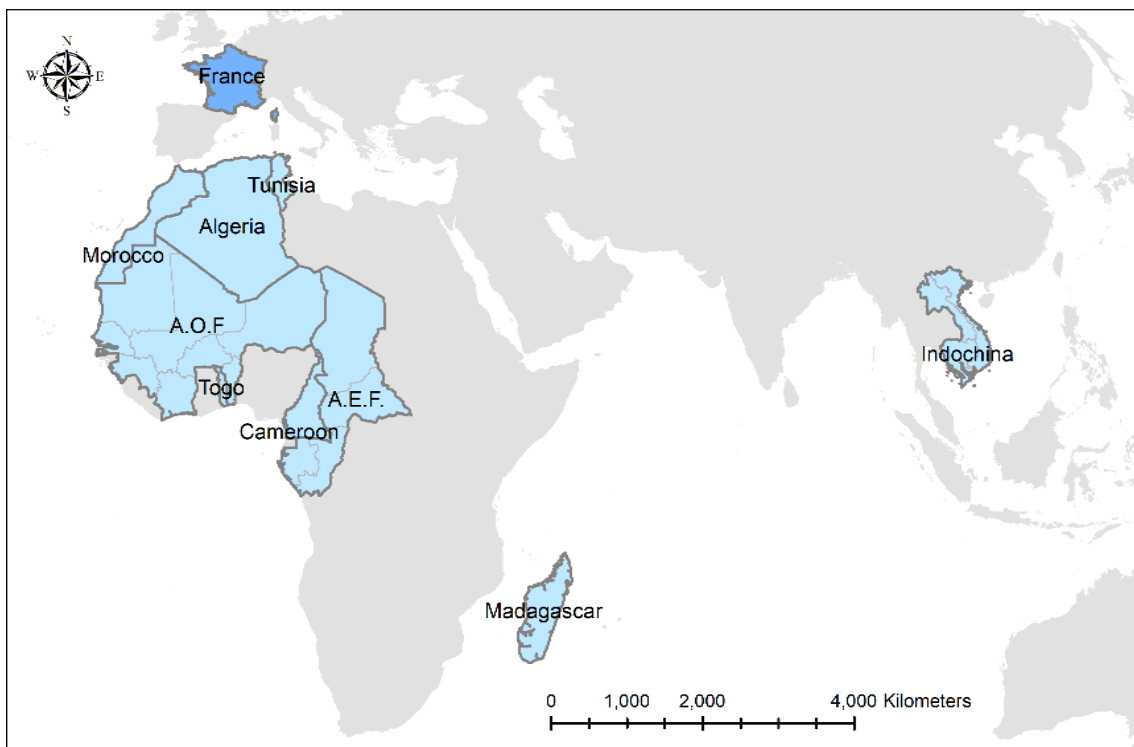 N
W E
S
France
Tunisia
Algeria
Morocco
A.O.F
Indochina
Togo
A.E.F.
Cameroon
Madagascar
0 1,000 2,000 4,000 Kilometers